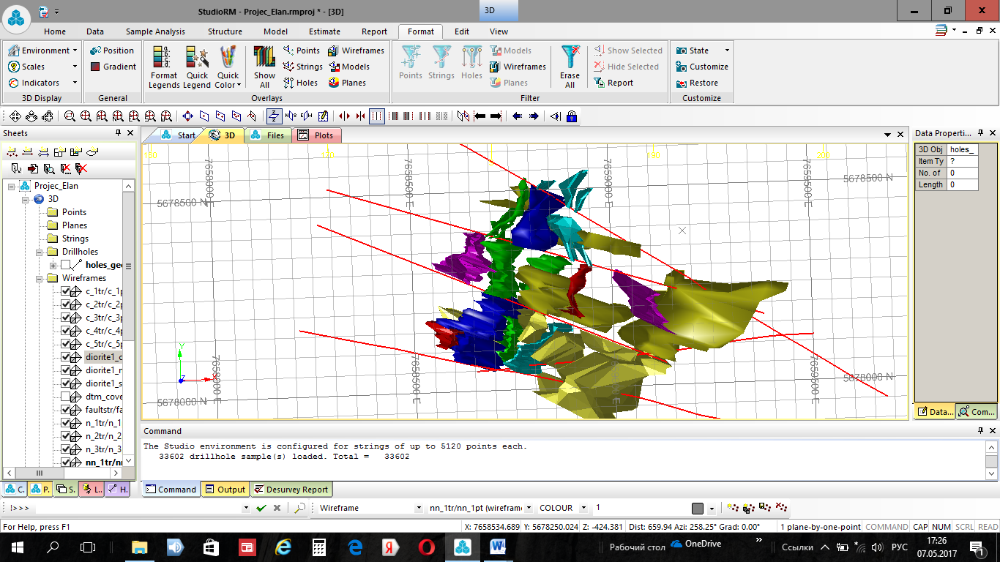 StudioRM - Projec_Elan.rmproj * - [3D]
3D
Home Data Sample Analysis Structure Model Estimate Report Format Edit View
Environment Position Points Wireframes Models Show Selected State
Scales Gradient Strings Models Wireframes Hide Selected Customize
Indicators Holes Planes Planes Report Restore
Format Legends Quick Legend Quick Color Show All Points Strings Holes Erase All
3D Display General Overlays Filter Customize
Sheets
Start 3D Files Plots
Data Properti...
Projec_Elan
3D
Points
Planes
Strings
Drillholes
holes_geo
Wireframes
c_1tr/c_1p
c_2tr/c_2p
c_3tr/c_3p
c_4tr/c_4p
c_5tr/c_5p
diorite1_c
diorite1_n
diorite1_s
dtm_cove
faultstr/fa
n_1tr/n_1
n_2tr/n_2
n_3tr/n_3
nn_1tr/nn
C. P. S. L.. H.
200
7658000 E
7658500 E
7659000 E
7659500 E
5678500 N
5678500 N
Y
Z
7658000 E
7658500 E
7659000 E
7659500 E
5678000 N
5678000 N
3D Obj holes_
Item Ty ?
No. of 0
Length 0
Data... Com...
Command
The Studio environment is configured for strings of up to 5120 points each.
33602 drillhole sample(s) loaded. Total = 33602
Command Output Desurvey Report
!>>> Wireframe nn_1tr/nn_1pt (wirefram COLOUR 1
For Help, press F1 X: 7658534.689 Y: 5678250.024 Z: -424.381 Dist: 659.94 Azi: 258.25° Grad: 0.00° 1 plane-by-one-point COMMAND CAP NUM SCRL READ
Рабочий стол OneDrive » Ссылки РУС 17:26
07.05.2017 1